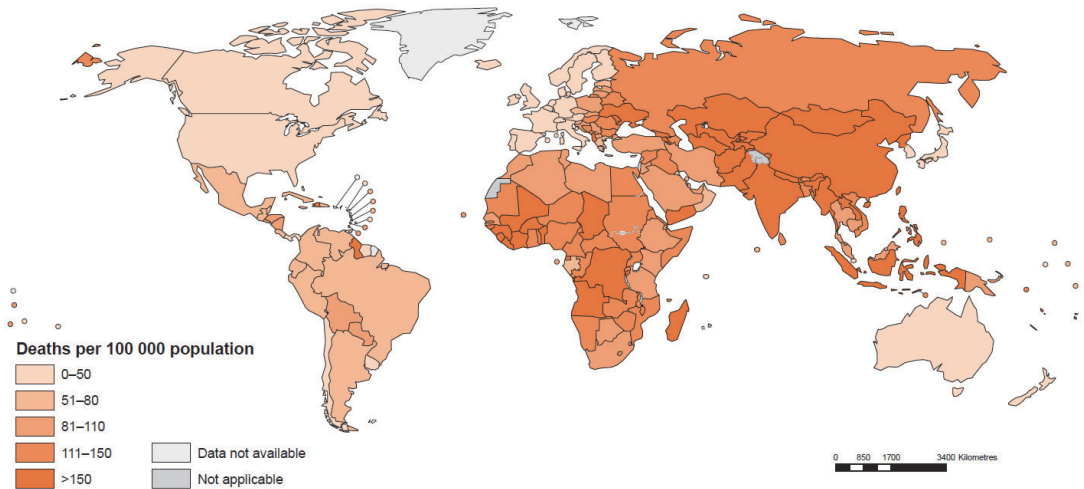 Deaths per 100 000 population
0–50
51–80
81–110
111–150
>150
Data not available
Not applicable
0 850 1700 3400 Kilometres